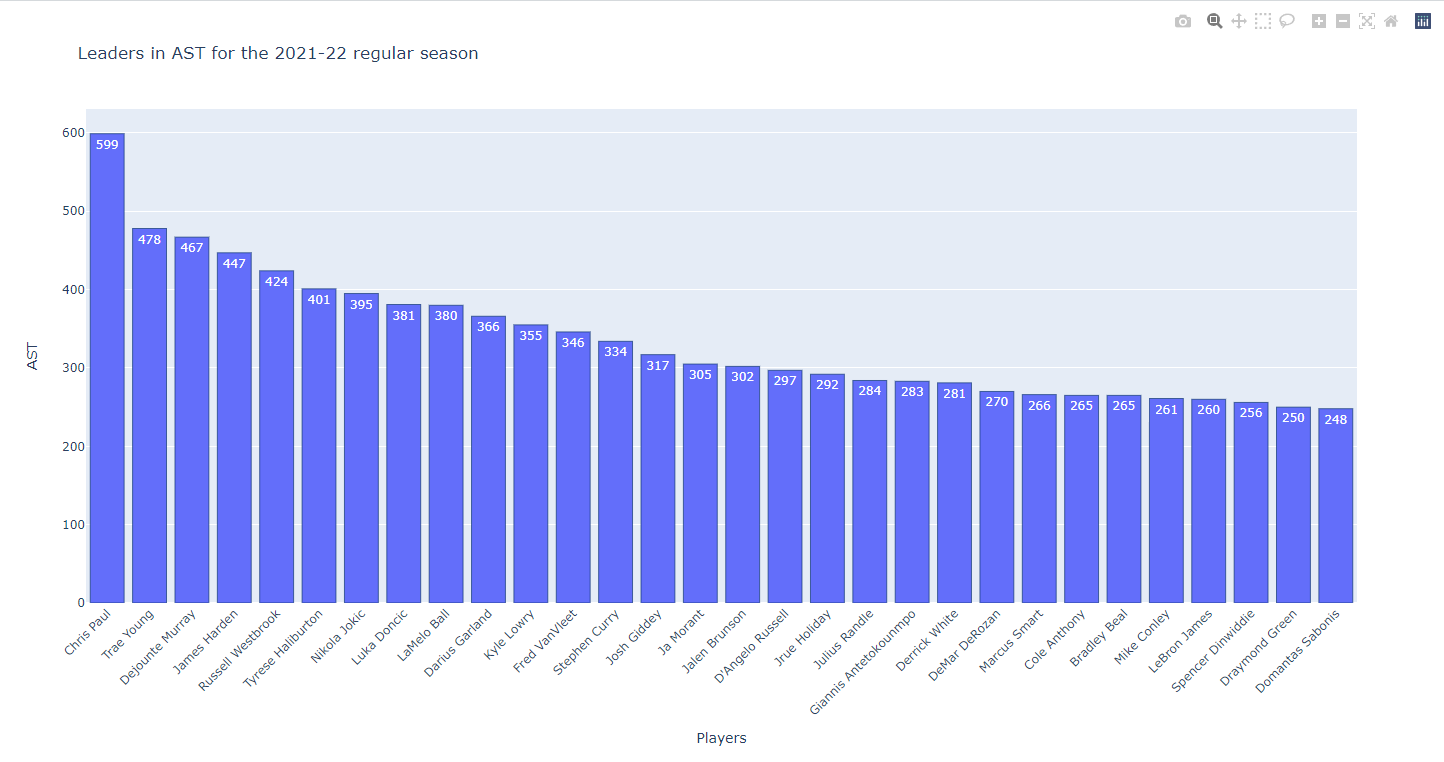 Leaders in AST for the 2021-22 regular season
600
500
400
300
200
100
0
AST
599
478
467
447
424
401
395
381
380
366
355
346
334
317
305
302
297
292
284
283
281
270
266
265
265
261
260
256
250
248
Chris Paul
Trae Young
Dejounte Murray
James Harden
Russell Westbrook
Tyrese Haliburton
Nikola Jokic
Luka Doncic
LaMelo Ball
Darius Garland
Kyle Lowry
Fred VanVleet
Stephen Curry
Josh Giddey
Ja Morant
Jalen Brunson
D'Angelo Russell
Jrue Holiday
Julius Randle
Giannis Antetokounmpo
Derrick White
DeMar DeRozan
Marcus Smart
Cole Anthony
Bradley Beal
Mike Conley
LeBron James
Spencer Dinwiddie
Draymond Green
Domantas Sabonis
Players